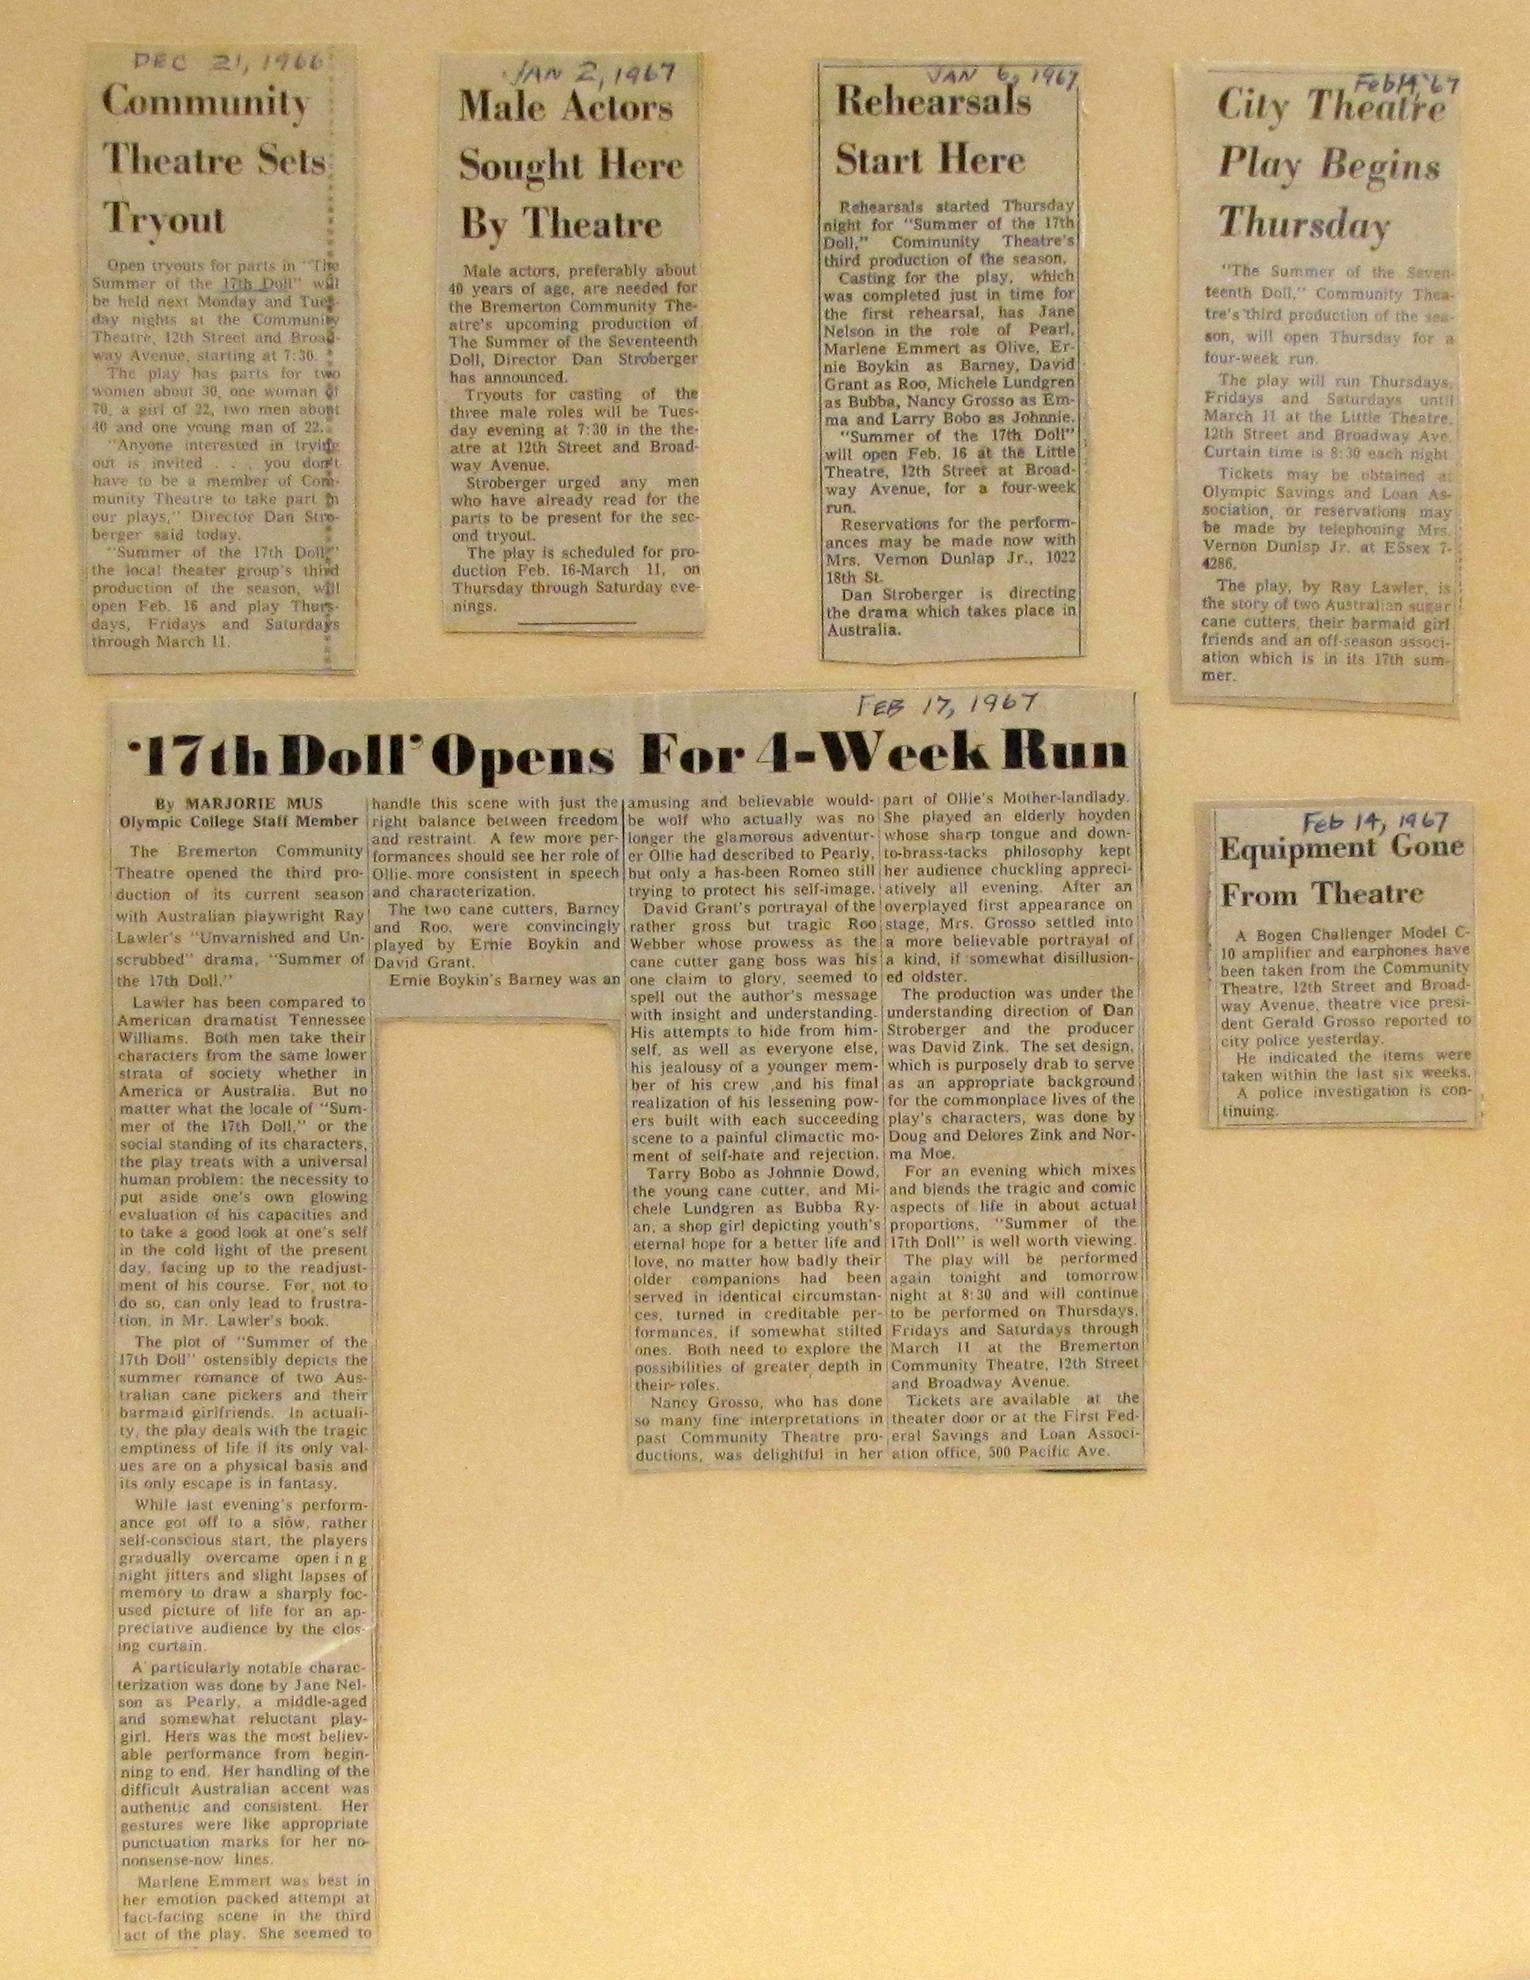 DEC 21, 1966
Community
Theatre Sets
Tryout
Open tryouts for parts in "The
Summer of the 17th Doll" will
be held next Monday and Tues-
day nights at the Community
Theatre, 12th Street and Broad-
way Avenue, starting at 7:30.
The play has parts for two
women about 30, one woman of
70, a girl of 22, two men about
40 and one young man of 22.
"Anyone interested in trying
out is invited . . . you don't
have to be a member of Com-
munity Theatre to take part in
our plays," Director Dan Stro-
berger said today.
"Summer of the 17th Doll,"
the local theater group's third
production of the season, will
open Feb. 16 and play Thurs-
days, Fridays and Saturdays
through March 11.
JAN 2, 1967
Male Actors
Sought Here
By Theatre
Male actors, preferably about
40 years of age, are needed for
the Bremerton Community The-
atre's upcoming production of
The Summer of the Seventeenth
Doll, Director Dan Stroberger
has announced.
Tryouts for casting of the
three male roles will be Tues-
day evening at 7:30 in the the-
atre at 12th Street and Broad-
way Avenue.
Stroberger urged any men
who have already read for the
parts to be present for the sec-
ond tryout.
The play is scheduled for pro-
duction Feb. 16-March 11, on
Thursday through Saturday eve-
nings.
JAN 6, 1967
Rehearsals
Start Here
Rehearsals started Thursday
night for "Summer of the 17th
Doll," Community Theatre's
third production of the season.
Casting for the play, which
was completed just in time for
the first rehearsal, has Jane
Nelson in the role of Pearl,
Marlene Emmert as Olive, Er-
nie Boykin as Barney, David
Grant as Roo, Michele Lundgren
as Bubba, Nancy Grosso as Em-
ma and Larry Bobo as Johnnie.
"Summer of the 17th Doll"
will open Feb. 16 at the Little
Theatre, 12th Street at Broad-
way Avenue, for a four-week
run.
Reservations for the perform-
ances may be made now with
Mrs. Vernon Dunlap Jr., 1022
18th St.
Dan Stroberger is directing
the drama which takes place in
Australia.
Feb 14, '67
City Theatre
Play Begins
Thursday
"The Summer of the Seven-
teenth Doll," Community Thea-
tre's third production of the sea-
son, will open Thursday for a
four-week run.
The play will run Thursdays,
Fridays and Saturdays until
March 11 at the Little Theatre,
12th Street and Broadway Ave.
Curtain time is 8:30 each night.
Tickets may be obtained at
Olympic Savings and Loan As-
sociation, or reservations may
be made by telephoning Mrs.
Vernon Dunlap Jr. at ESsex 7-
4286.
The play, by Ray Lawler, is
the story of two Australian sugar
cane cutters, their barmaid girl
friends and an off-season associ-
ation which is in its 17th sum-
mer.
FEB 17, 1967
'17th Doll' Opens For 4-Week Run
By MARJORIE MUS
Olympic College Staff Member
The Bremerton Community
Theatre opened the third pro-
duction of its current season
with Australian playwright Ray
Lawler's "Unvarnished and Un-
scrubbed" drama, "Summer of
the 17th Doll."
Lawler has been compared to
American dramatist Tennessee
Williams. Both men take their
characters from the same lower
strata of society whether in
America or Australia. But no
matter what the locale of "Sum-
mer of the 17th Doll," or the
social standing of its characters,
the play treats with a universal
human problem: the necessity to
put aside one's own glowing
evaluation of his capacities and
to take a good look at one's self
in the cold light of the present
day, facing up to the readjust-
ment of his course. For, not to
do so, can only lead to frustra-
tion, in Mr. Lawler's book.
The plot of "Summer of the
17th Doll" ostensibly depicts the
summer romance of two Aus-
tralian cane pickers and their
barmaid girlfriends. In actuali-
ty, the play deals with the tragic
emptiness of life if its only val-
ues are on a physical basis and
its only escape is in fantasy.
While last evening's perform-
ance got off to a slow, rather
self-conscious start, the players
gradually overcame opening
night jitters and slight lapses of
memory to draw a sharply foc-
used picture of life for an ap-
preciative audience by the clos-
ing curtain.
A particularly notable charac-
terization was done by Jane Nel-
son as Pearly, a middle-aged
and somewhat reluctant play-
girl. Hers was the most believ-
able performance from begin-
ning to end. Her handling of the
difficult Australian accent was
authentic and consistent. Her
gestures were like appropriate
punctuation marks for her no-
nonsense-now lines.
Marlene Emmert was best in
her emotion packed attempt at
fact-facing scene in the third
act of the play. She seemed to
handle this scene with just the
right balance between freedom
and restraint. A few more per-
formances should see her role of
Ollie more consistent in speech
and characterization.
The two cane cutters, Barney
and Roo, were convincingly
played by Ernie Boykin and
David Grant.
Ernie Boykin's Barney was an
amusing and believable would-
be wolf who actually was no
longer the glamorous adventur-
er Ollie had described to Pearly,
but only a has-been Romeo still
trying to protect his self-image.
David Grant's portrayal of the
rather gross but tragic Roo
Webber whose prowess as the
cane cutter gang boss was his
one claim to glory, seemed to
spell out the author's message
with insight and understanding.
His attempts to hide from him-
self, as well as everyone else,
his jealousy of a younger mem-
ber of his crew ,and his final
realization of his lessening pow-
ers built with each succeeding
scene to a painful climactic mo-
ment of self-hate and rejection.
Tarry Bobo as Johnnie Dowd,
the young cane cutter, and Mi-
chele Lundgren as Bubba Ry-
an, a shop girl depicting youth's
eternal hope for a better life and
love, no matter how badly their
older companions had been
served in identical circumstan-
ces, turned in creditable per-
formances, if somewhat stilted
ones. Both need to explore the
possibilities of greater depth in
their roles.
Nancy Grosso, who has done
so many fine interpretations in
past Community Theatre pro-
ductions, was delightful in her
part of Ollie's Mother-landlady.
She played an elderly hoyden
whose sharp tongue and down-
to-brass-tacks philosophy kept
her audience chuckling appreci-
atively all evening. After an
overplayed first appearance on
stage, Mrs. Grosso settled into
a more believable portrayal of
a kind, if somewhat disillusion-
ed oldster.
The production was under the
understanding direction of Dan
Stroberger and the producer
was David Zink. The set design,
which is purposely drab to serve
as an appropriate background
for the commonplace lives of the
play's characters, was done by
Doug and Delores Zink and Nor-
ma Moe.
For an evening which mixes
and blends the tragic and comic
aspects of life in about actual
proportions, "Summer of the
17th Doll" is well worth viewing.
The play will be performed
again tonight and tomorrow
night at 8:30 and will continue
to be performed on Thursdays,
Fridays and Saturdays through
March 11 at the Bremerton
Community Theatre, 12th Street
and Broadway Avenue.
Tickets are available at the
theater door or at the First Fed-
eral Savings and Loan Associ-
ation office, 500 Pacific Ave.
Feb 14, 1967
Equipment Gone
From Theatre
A Bogen Challenger Model C-
10 amplifier and earphones have
been taken from the Community
Theatre, 12th Street and Broad-
way Avenue, theatre vice presi-
dent Gerald Grosso reported to
city police yesterday.
He indicated the items were
taken within the last six weeks.
A police investigation is con-
tinuing.